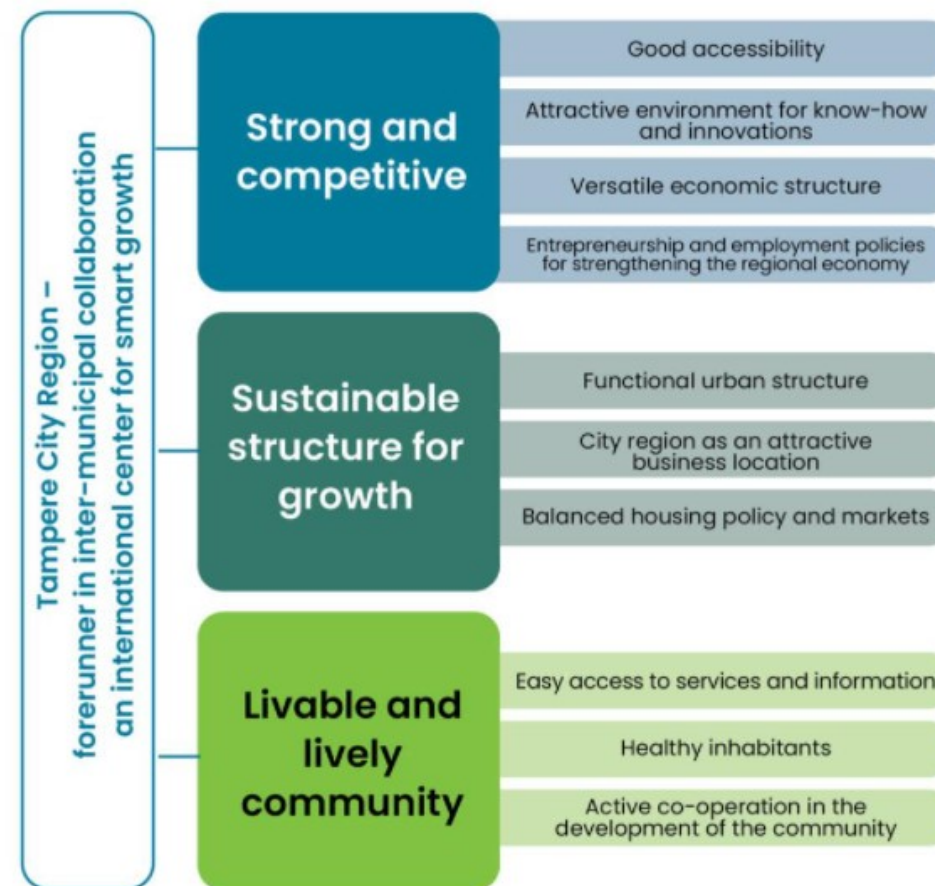 Tampere City Region –
forerunner in inter-municipal collaboration
an international center for smart growth
Strong and
competitive
Good accessibility
Attractive environment for know-how
and innovations
Versatile economic structure
Entrepreneurship and employment policies
for strengthening the regional economy
Sustainable
structure for
growth
Functional urban structure
City region as an attractive
business location
Balanced housing policy and markets
Livable and
lively
community
Easy access to services and information
Healthy inhabitants
Active co-operation in the
development of the community